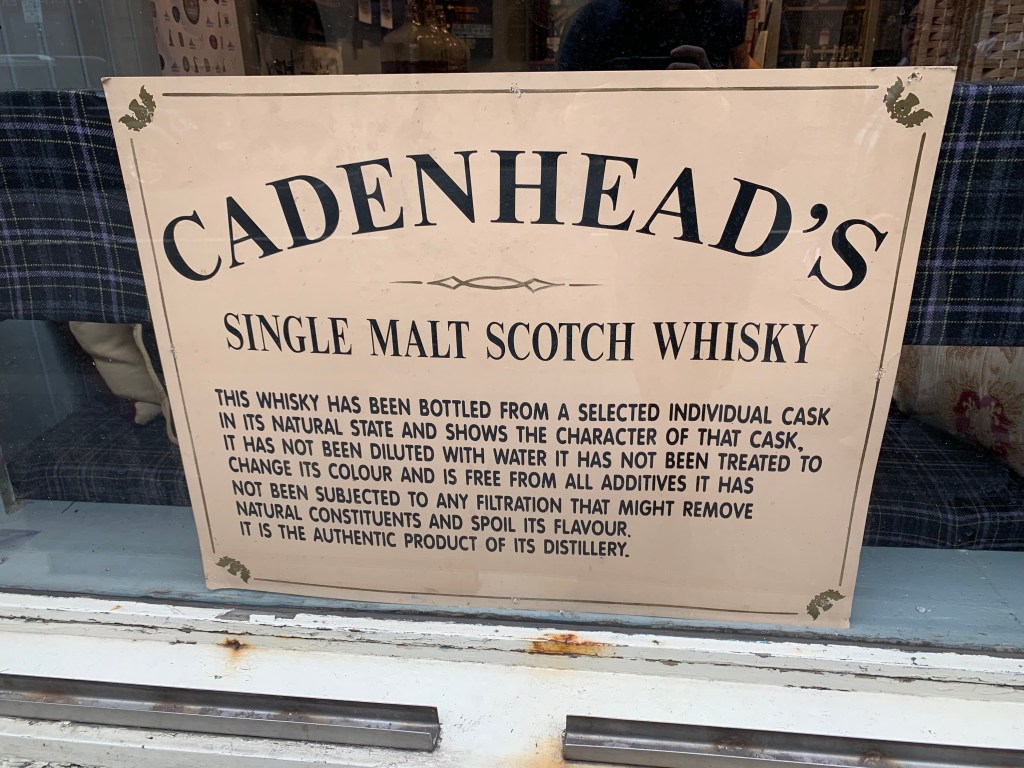 CADENHEAD'S
SINGLE MALT SCOTCH WHISKY
THIS WHISKY HAS BEEN BOTTLED FROM A SELECTED INDIVIDUAL CASK
IN ITS NATURAL STATE AND SHOWS THE CHARACTER OF THAT CASK,
IT HAS NOT BEEN DILUTED WITH WATER IT HAS NOT BEEN TREATED TO
CHANGE ITS COLOUR AND IS FREE FROM ALL ADDITIVES IT HAS
NOT BEEN SUBJECTED TO ANY FILTRATION THAT MIGHT REMOVE
NATURAL CONSTITUENTS AND SPOIL ITS FLAVOUR.
IT IS THE AUTHENTIC PRODUCT OF ITS DISTILLERY.